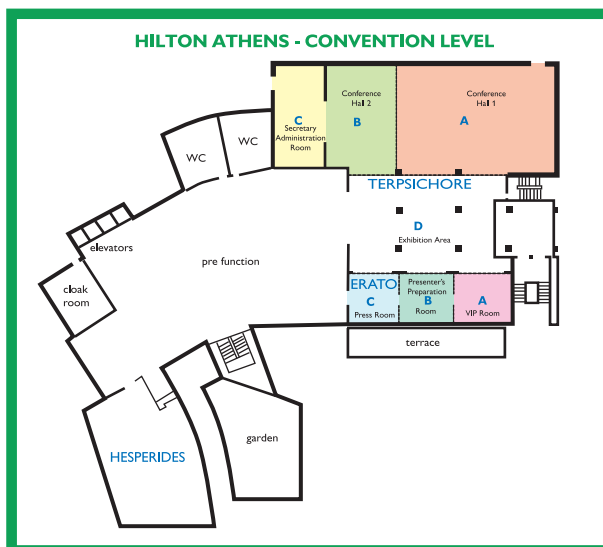 HILTON ATHENS - CONVENTION LEVEL
Conference
Hall 2
Conference
Hall 1
C
B
A
Secretary
Administration
Room
WC
WC
TERPSICHORE
D
Exhibition Area
elevators
pre function
cloak
room
ERATO
C
Press Room
Presenter's
Preparation
B
Room
A
VIP Room
terrace
garden
HESPERIDES